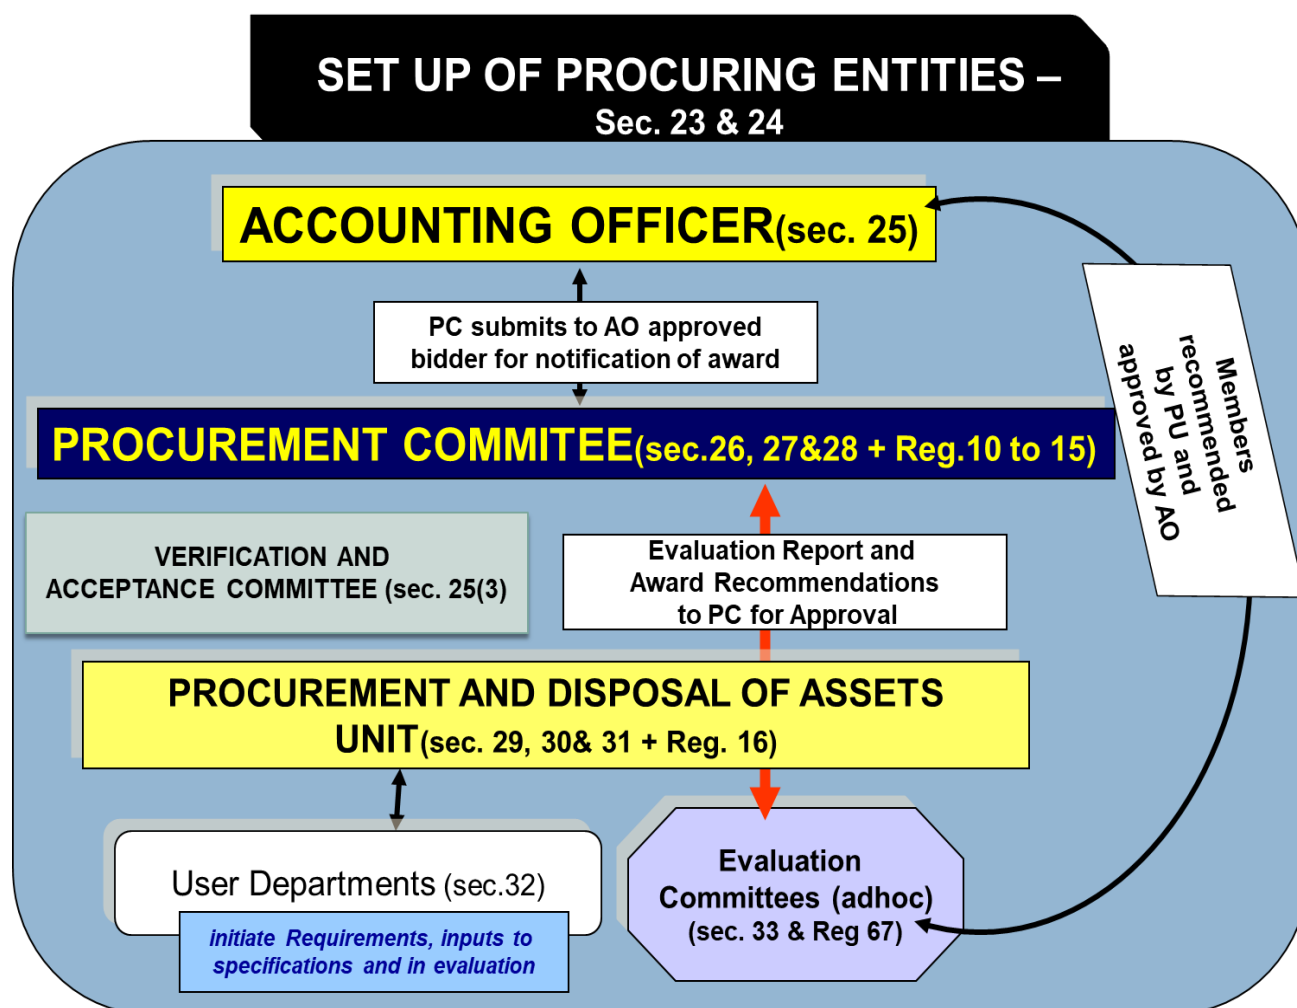 SET UP OF PROCURING ENTITIES –
Sec. 23 & 24
ACCOUNTING OFFICER(sec. 25)
PC submits to AO approved
bidder for notification of award
Members
recommended
by PU and
approved by AO
PROCUREMENT COMMITEE(sec.26, 27&28 + Reg.10 to 15)
VERIFICATION AND
ACCEPTANCE COMMITTEE (sec. 25(3)
Evaluation Report and
Award Recommendations
to PC for Approval
PROCUREMENT AND DISPOSAL OF ASSETS
UNIT(sec. 29, 30& 31 + Reg. 16)
User Departments (sec.32)
initiate Requirements, inputs to
specifications and in evaluation
Evaluation
Committees (adhoc)
(sec. 33 & Reg 67)